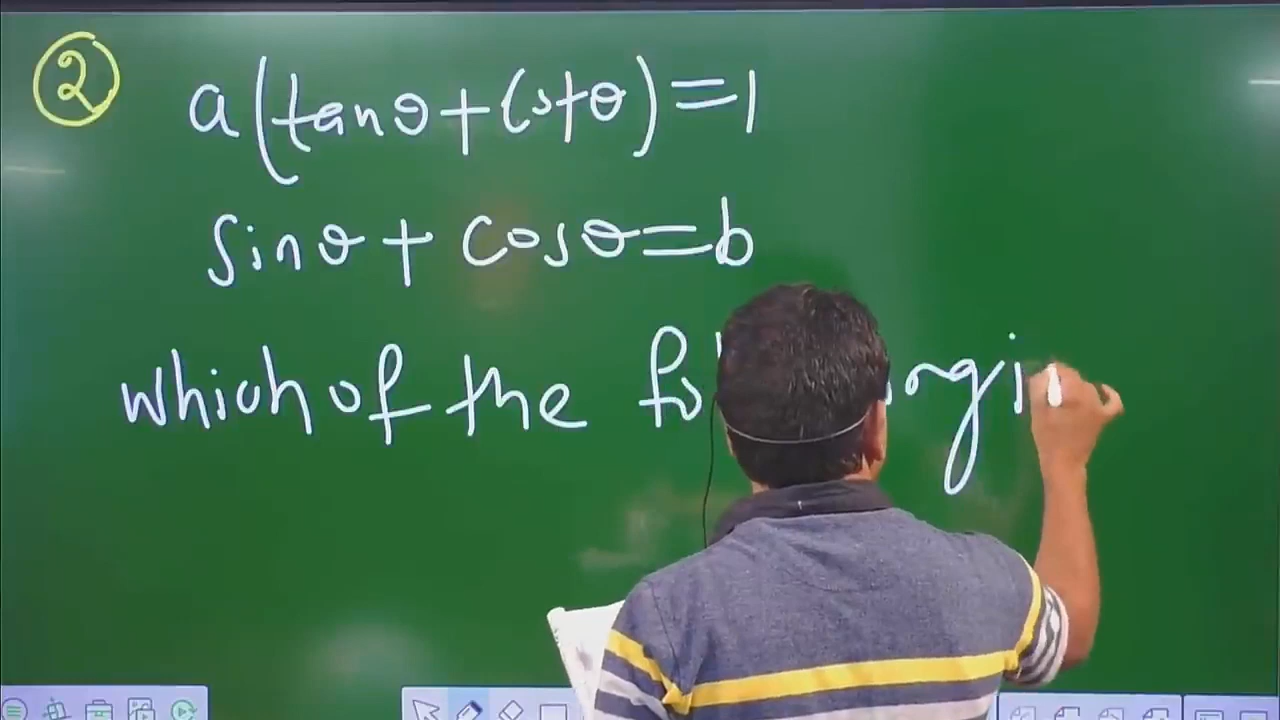 2
a(tanθ+cotθ)=1
sinθ+cosθ=b
which of the